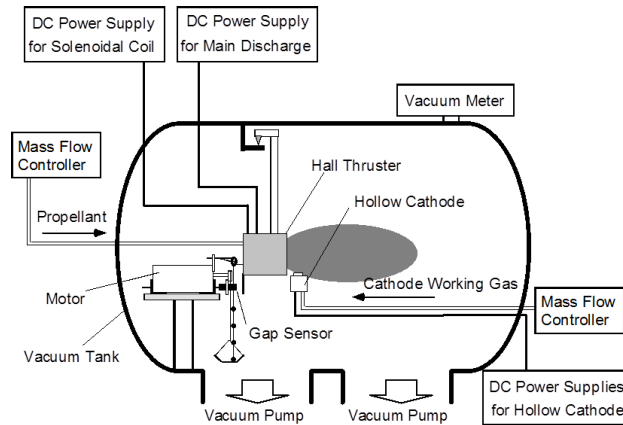 DC Power Supply
for Solenoidal Coil
DC Power Supply
for Main Discharge
Vacuum Meter
Mass Flow
Controller
Hall Thruster
Hollow Cathode
Propellant
Cathode Working Gas
Motor
Mass Flow
Controller
Gap Sensor
Vacuum Tank
DC Power Supplies
for Hollow Cathode
Vacuum Pump
Vacuum Pump